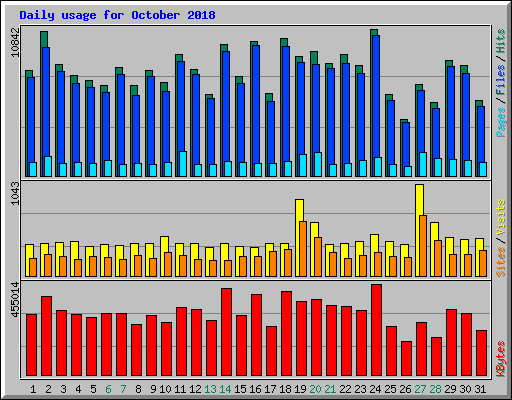 Daily usage for October 2018
10842
Pages / Files / Hits
1043
Sites / Visits
455014
KBytes
1 2 3 4 5 6 7 8 9 10 11 12 13 14 15 16 17 18 19 20 21 22 23 24 25 26 27 28 29 30 31